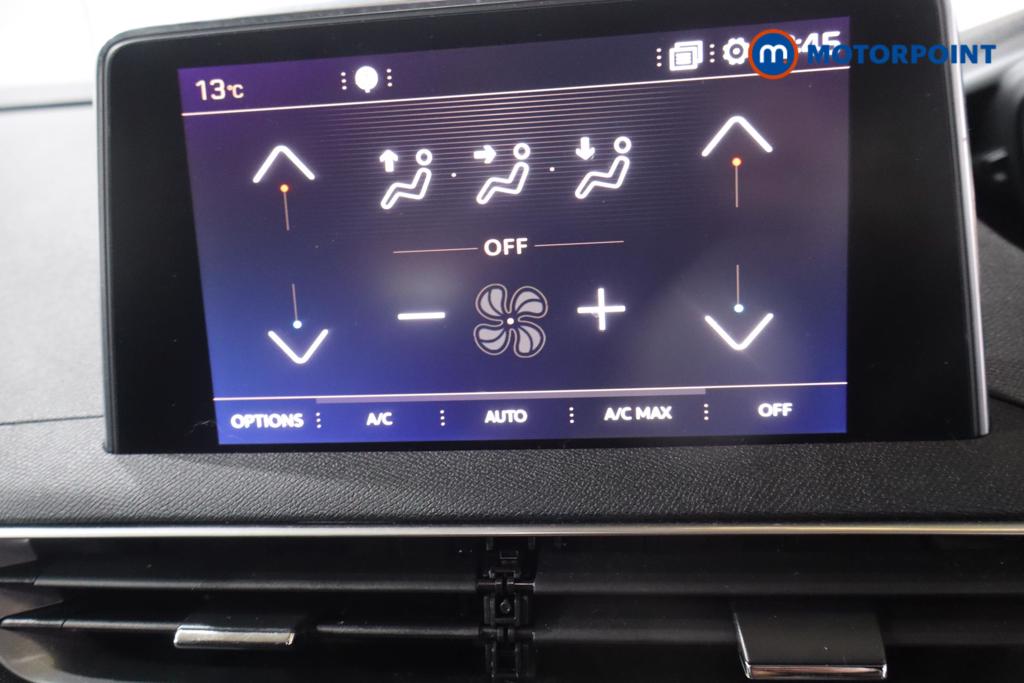 13°C
m MOTORPOINT
OFF
OPTIONS A/C AUTO A/C MAX OFF